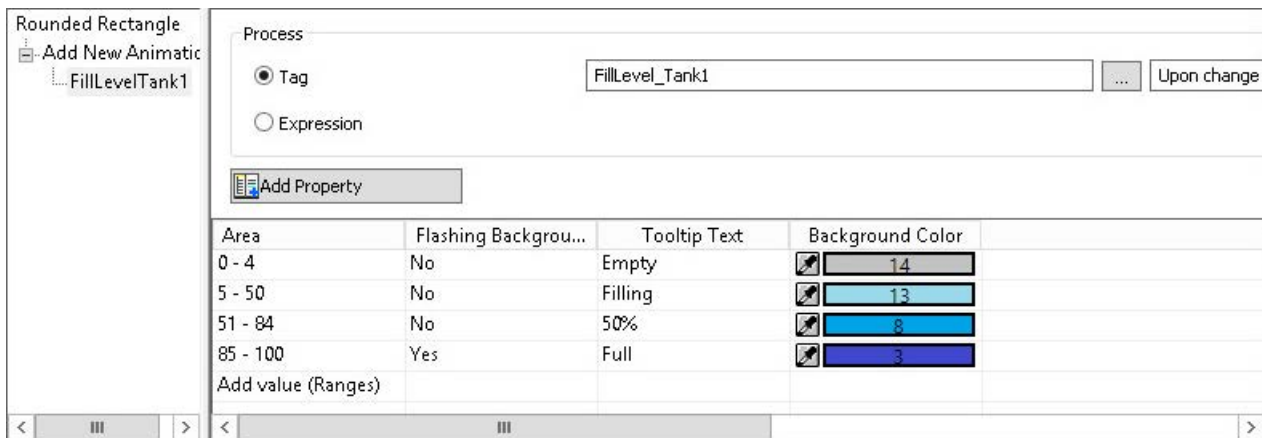 Rounded Rectangle
Add New Animatic
FillLevelTank1
Process
Tag
FillLevel_Tank1
...
Upon change
Expression
Add Property
Area Flashing Backgrou... Tooltip Text Background Color
0 - 4 No Empty 14
5 - 50 No Filling 13
51 - 84 No 50% 8
85 - 100 Yes Full 3
Add value (Ranges)